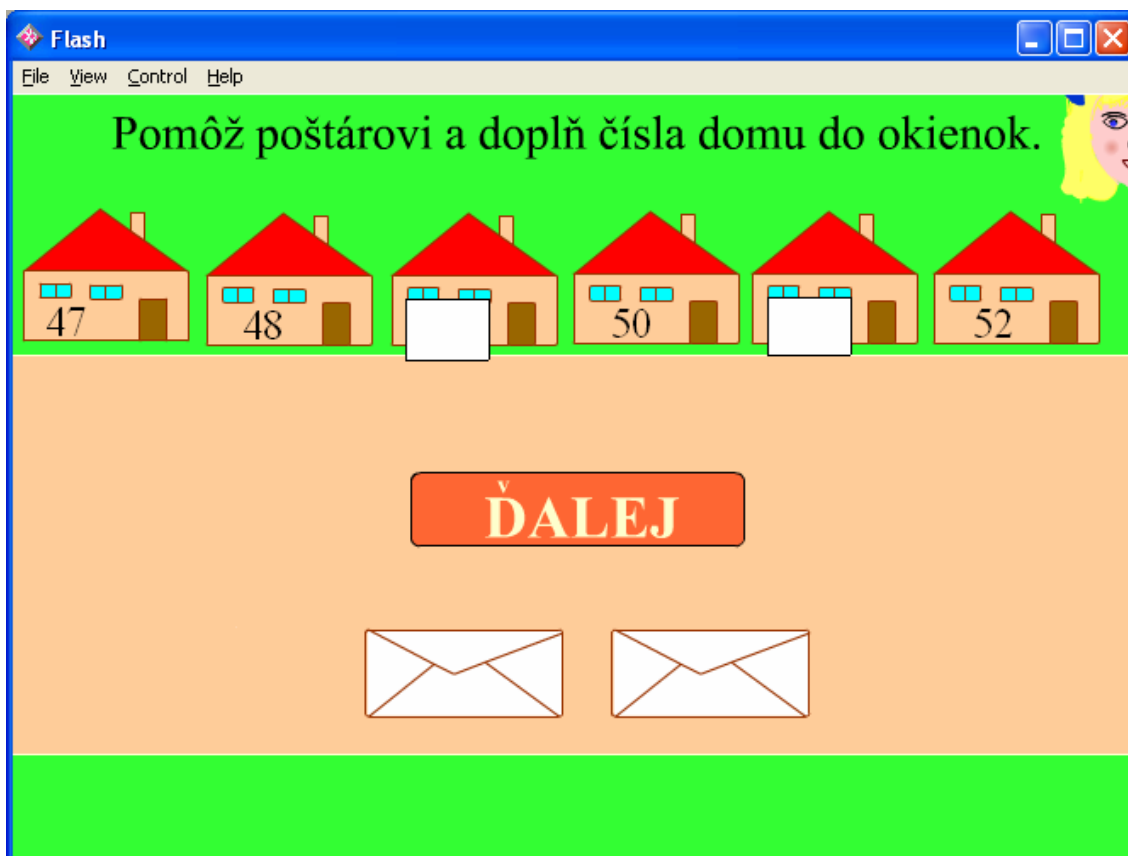 Flash
File View Control Help
Pomôž poštárovi a doplň čísla domu do okienok.
47 48 50 52
ĎALEJ